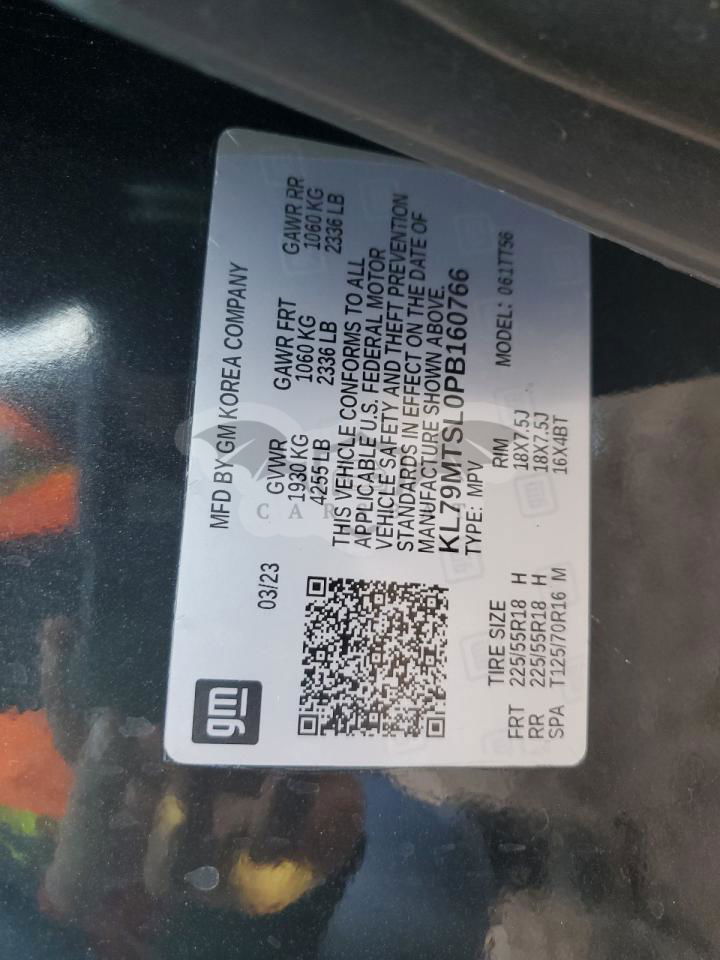 gm
MFD BY GM KOREA COMPANY
03/23
GVWR GAWR FRT GAWR RR
1930 KG 1060 KG 1060 KG
4255 LB 2336 LB 2336 LB
THIS VEHICLE CONFORMS TO ALL
APPLICABLE U.S. FEDERAL MOTOR
VEHICLE SAFETY AND THEFT PREVENTION
STANDARDS IN EFFECT ON THE DATE OF
MANUFACTURE SHOWN ABOVE.
KL79MTSL0PB160766
TYPE: MPV
MODEL: 061TT56
TIRE SIZE RIM
FRT 225/55R18 H 18X7.5J
RR 225/55R18 H 18X7.5J
SPA T125/70R16 M 16X4BT